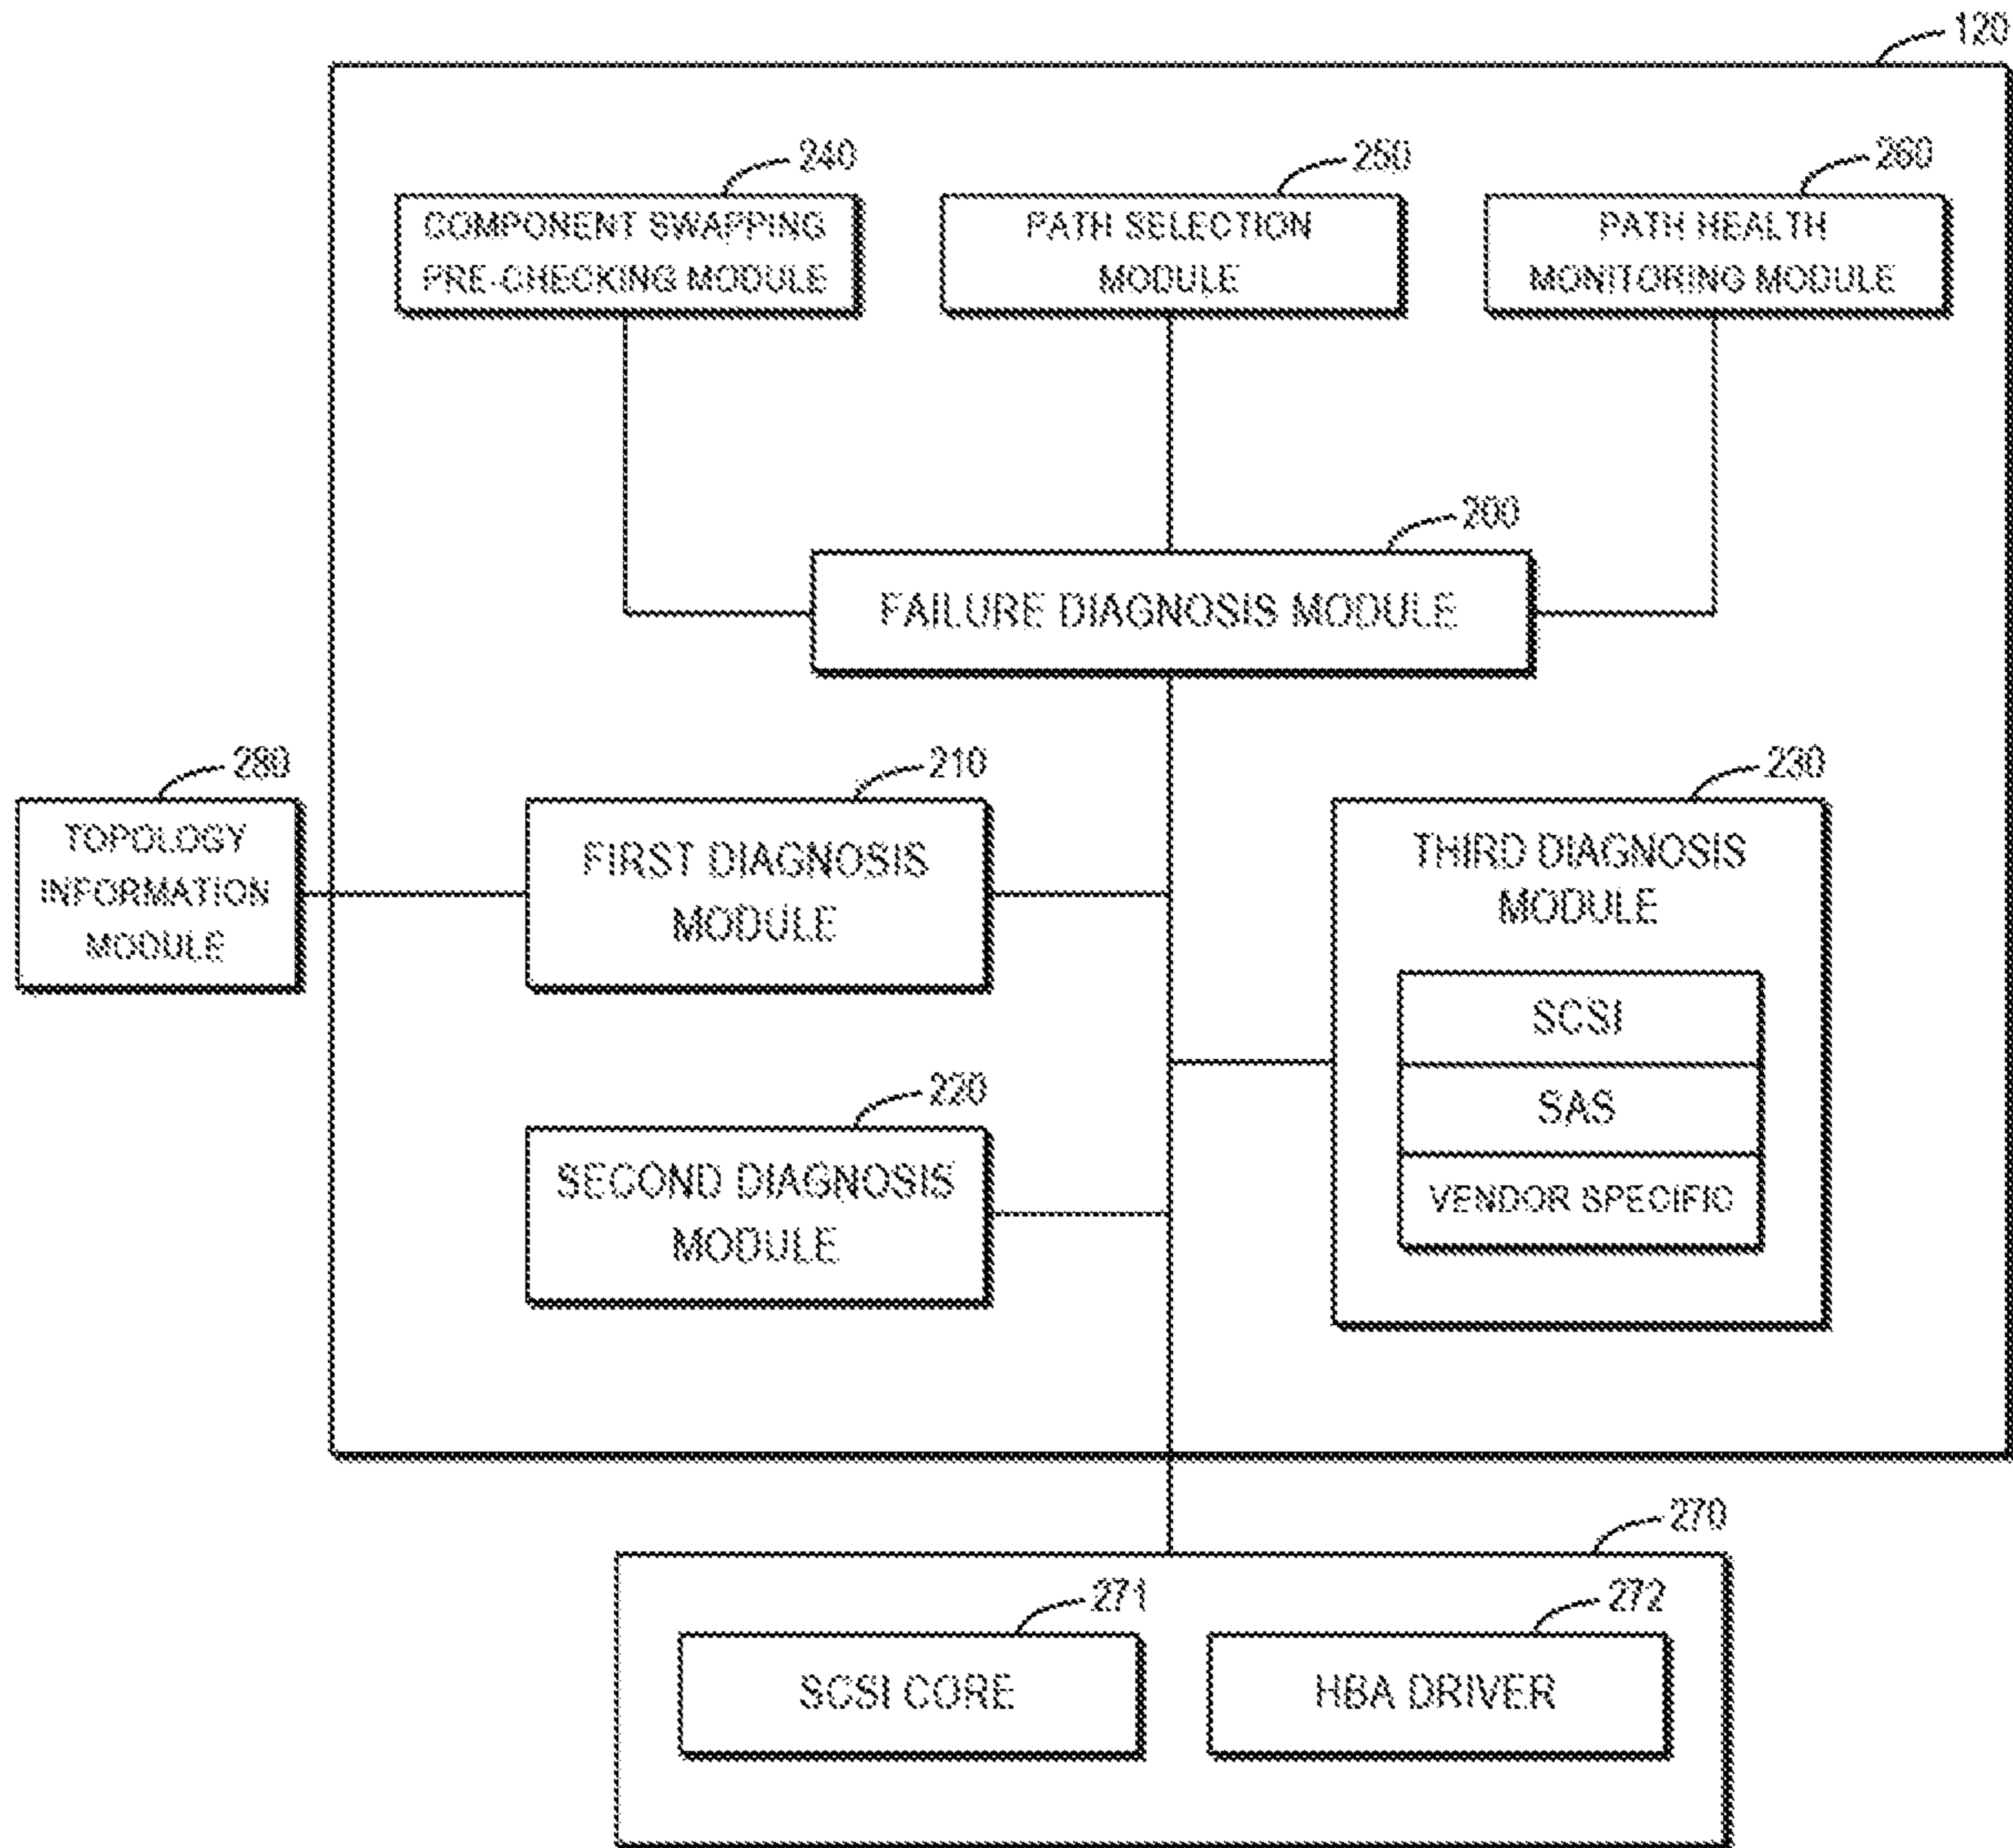 120
240
250
260
COMPONENT SWAPPING
PRE-CHECKING MODULE
PATH SELECTION
MODULE
PATH HEALTH
MONITORING MODULE
200
FAILURE DIAGNOSIS MODULE
280
210
230
TOPOLOGY
INFORMATION
MODULE
FIRST DIAGNOSIS
MODULE
THIRD DIAGNOSIS
MODULE
SCSI
SAS
VENDOR SPECIFIC
220
SECOND DIAGNOSIS
MODULE
270
271
272
SCSI CORE
HBA DRIVER